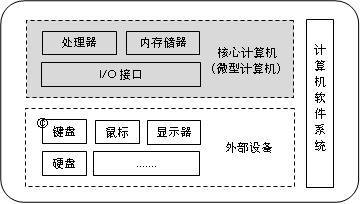 处理器 内存储器
I/O 接口
核心计算机
（微型计算机）
©
键盘 鼠标 显示器
硬盘 .......
外部设备
计算机软件系统